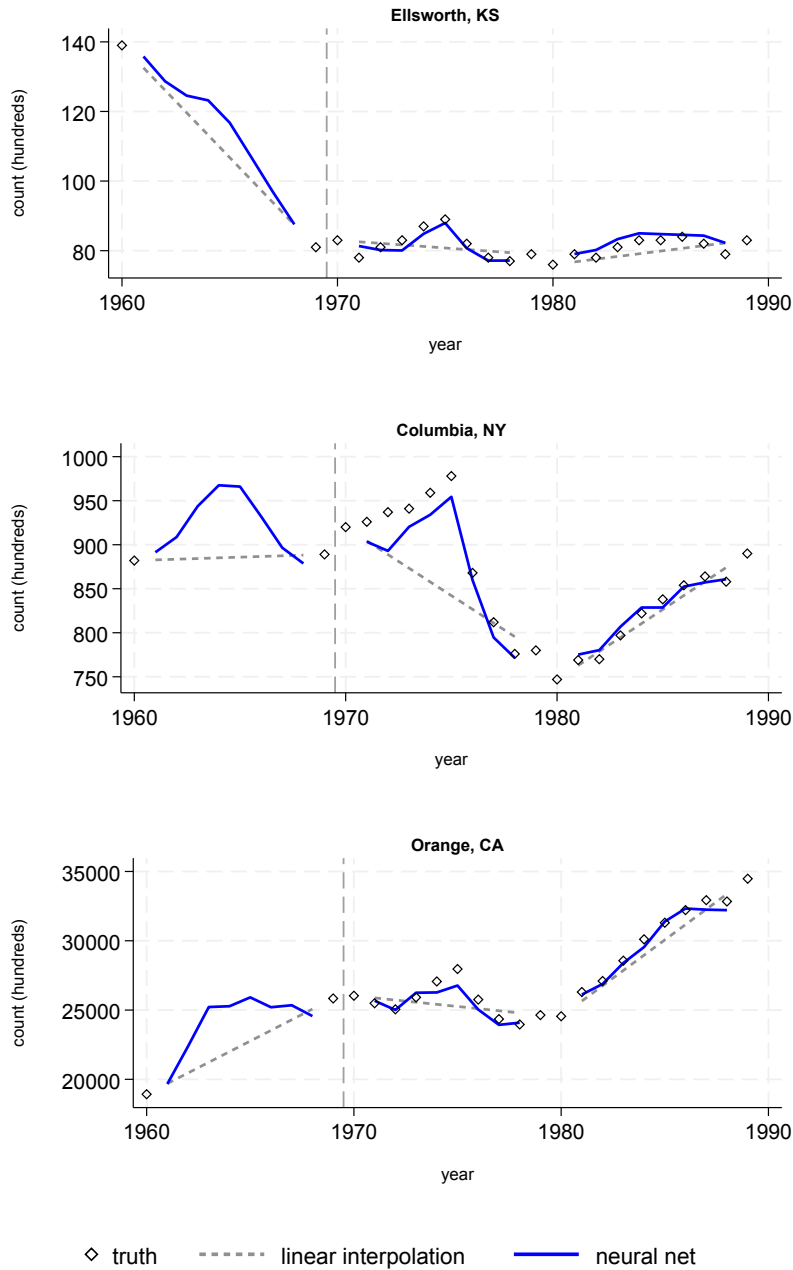 Ellsworth, KS
140
120
100
80
count (hundreds)
1960 1970 1980 1990
year
Columbia, NY
1000
950
900
850
800
750
count (hundreds)
1960 1970 1980 1990
year
Orange, CA
35000
30000
25000
20000
count (hundreds)
1960 1970 1980 1990
year
truth linear interpolation neural net